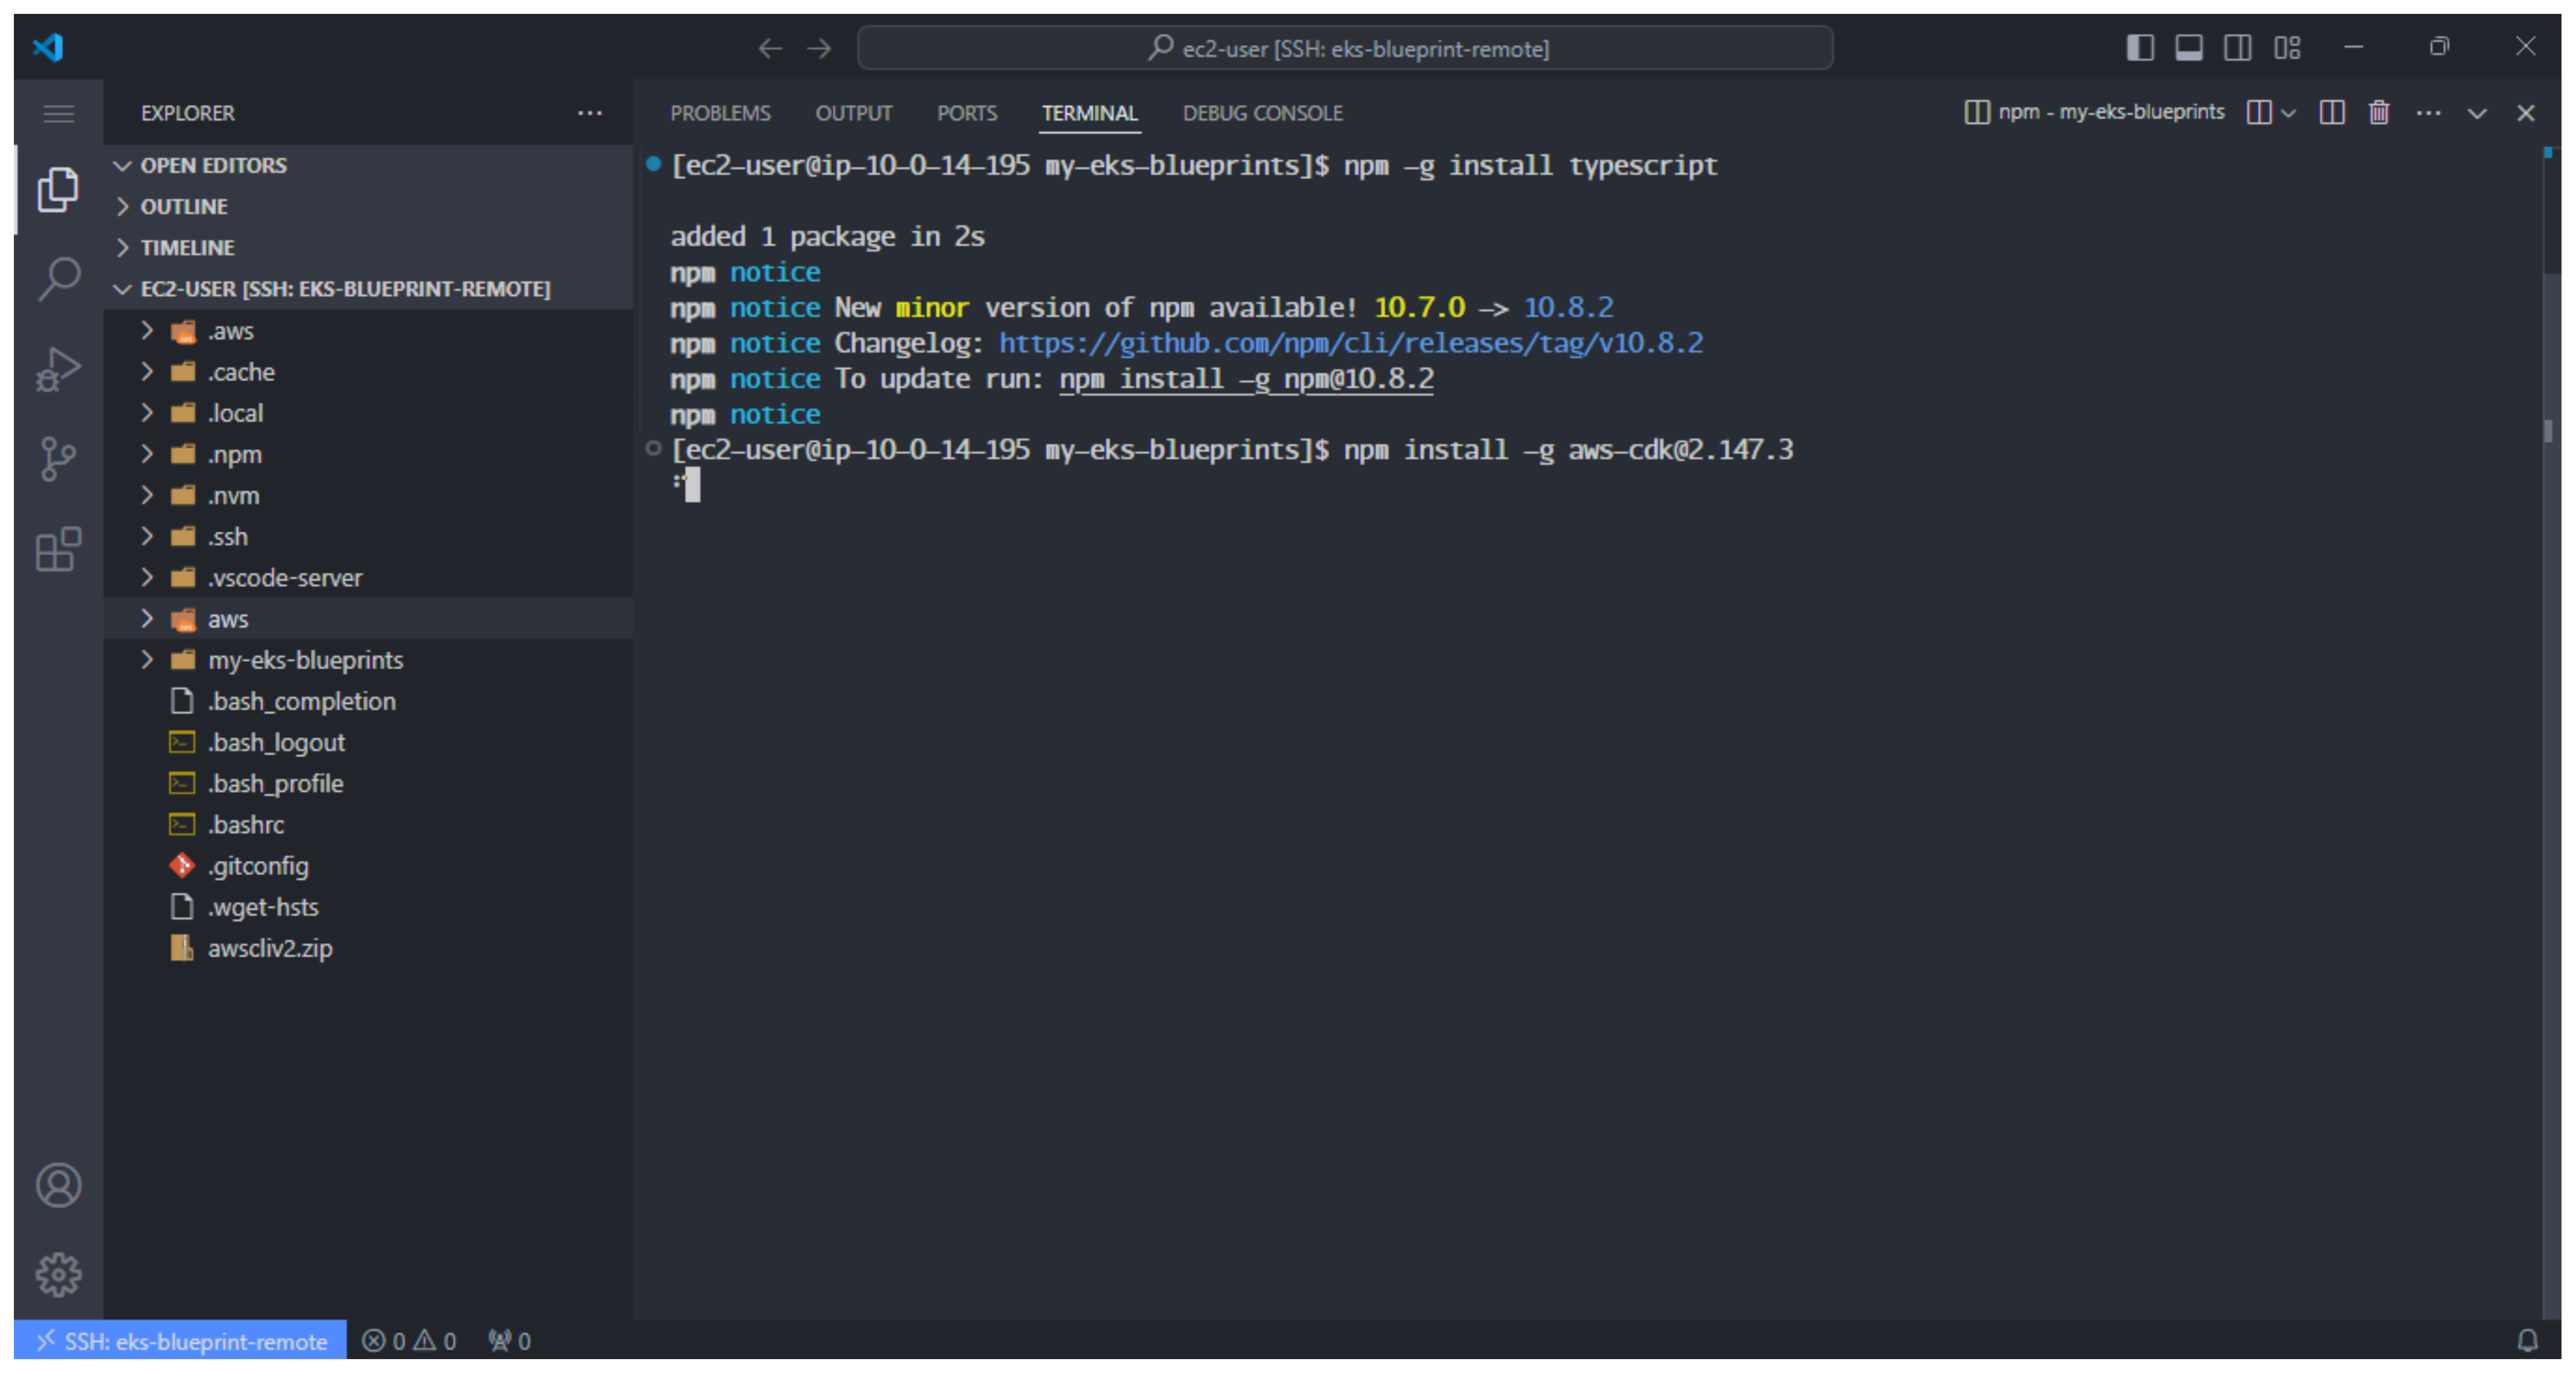 ec2-user [SSH: eks-blueprint-remote]
EXPLORER
OPEN EDITORS
OUTLINE
TIMELINE
EC2-USER [SSH: EKS-BLUEPRINT-REMOTE]
.aws
.cache
.local
.npm
.nvm
.ssh
.vscode-server
aws
my-eks-blueprints
.bash_completion
.bash_logout
.bash_profile
.bashrc
.gitconfig
.wget-hsts
awscliv2.zip
PROBLEMS OUTPUT PORTS TERMINAL DEBUG CONSOLE
npm - my-eks-blueprints
[ec2-user@ip-10-0-14-195 my-eks-blueprints]$ npm -g install typescript
added 1 package in 2s
npm notice
npm notice New minor version of npm available! 10.7.0 -> 10.8.2
npm notice Changelog: https://github.com/npm/cli/releases/tag/v10.8.2
npm notice To update run: npm install -g npm@10.8.2
npm notice
[ec2-user@ip-10-0-14-195 my-eks-blueprints]$ npm install -g aws-cdk@2.147.3
SSH: eks-blueprint-remote 0 0 0